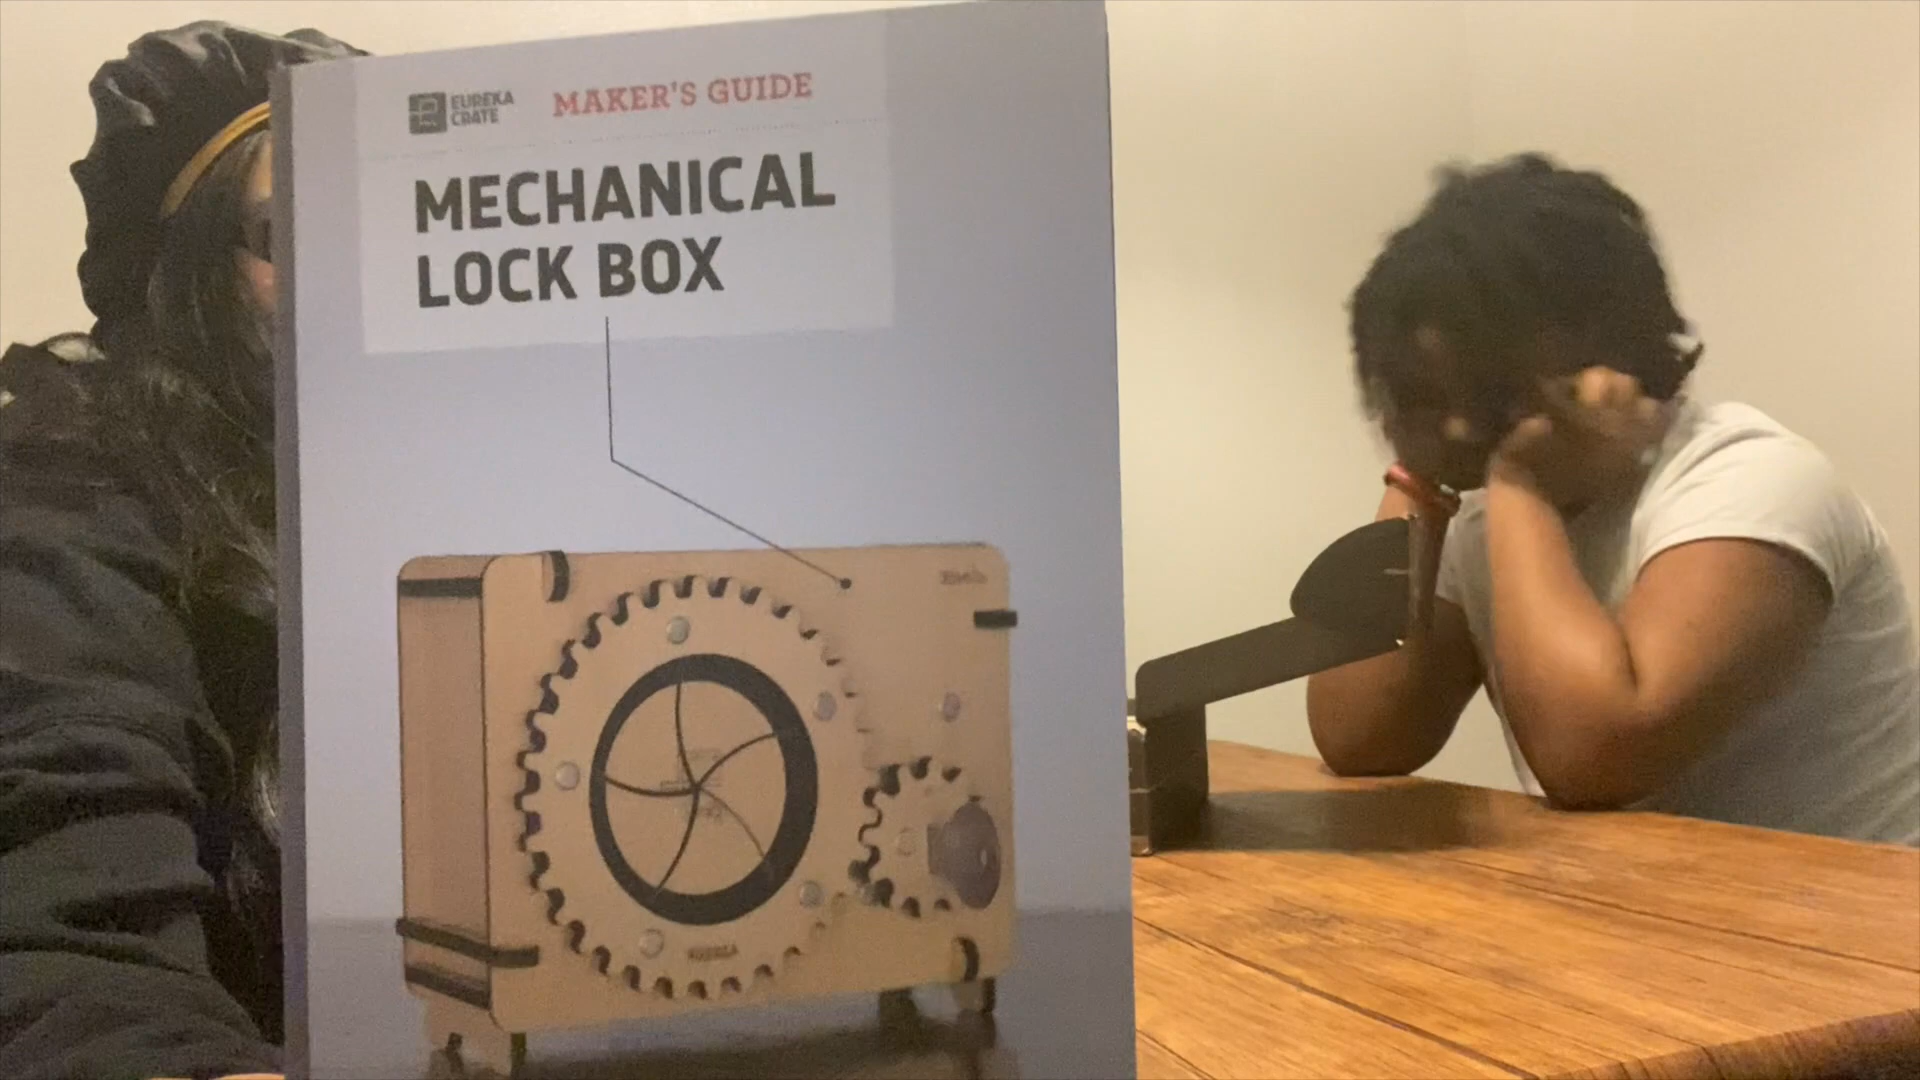 EUREKA
CRATE
MAKER'S GUIDE
MECHANICAL
LOCK BOX